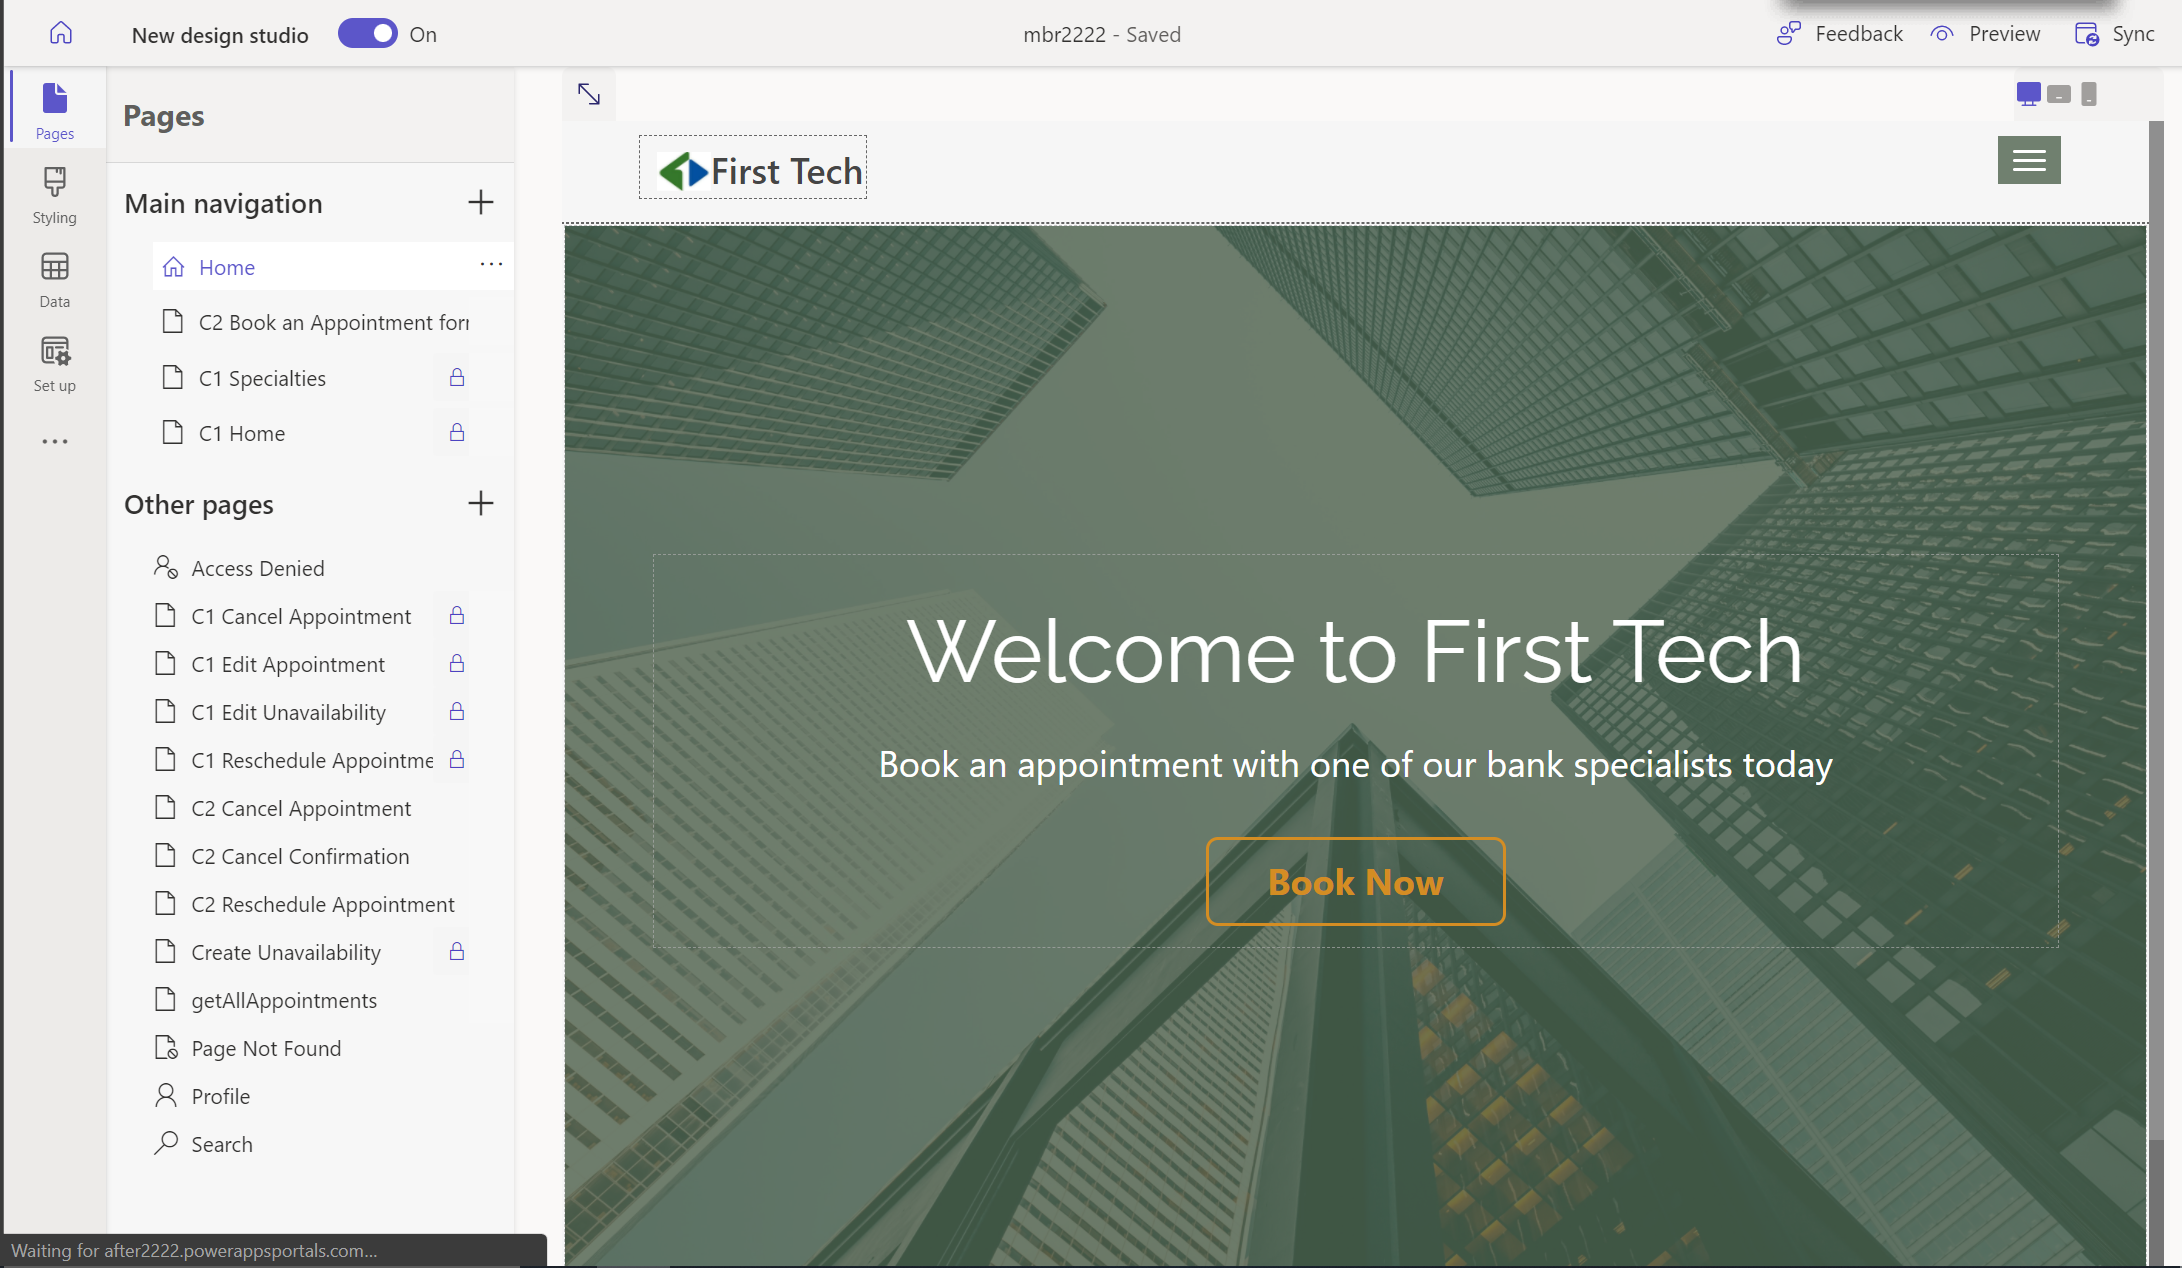 New design studio
On
mbr2222 - Saved
Feedback
Preview
Sync
Pages
Styling
Data
Set up
Pages
Main navigation
Home
C2 Book an Appointment for
C1 Specialties
C1 Home
Other pages
Access Denied
C1 Cancel Appointment
C1 Edit Appointment
C1 Edit Unavailability
C1 Reschedule Appointme
C2 Cancel Appointment
C2 Cancel Confirmation
C2 Reschedule Appointment
Create Unavailability
getAllAppointments
Page Not Found
Profile
Search
Waiting for after2222.powerappsportals.com...
First Tech
Welcome to First Tech
Book an appointment with one of our bank specialists today
Book Now